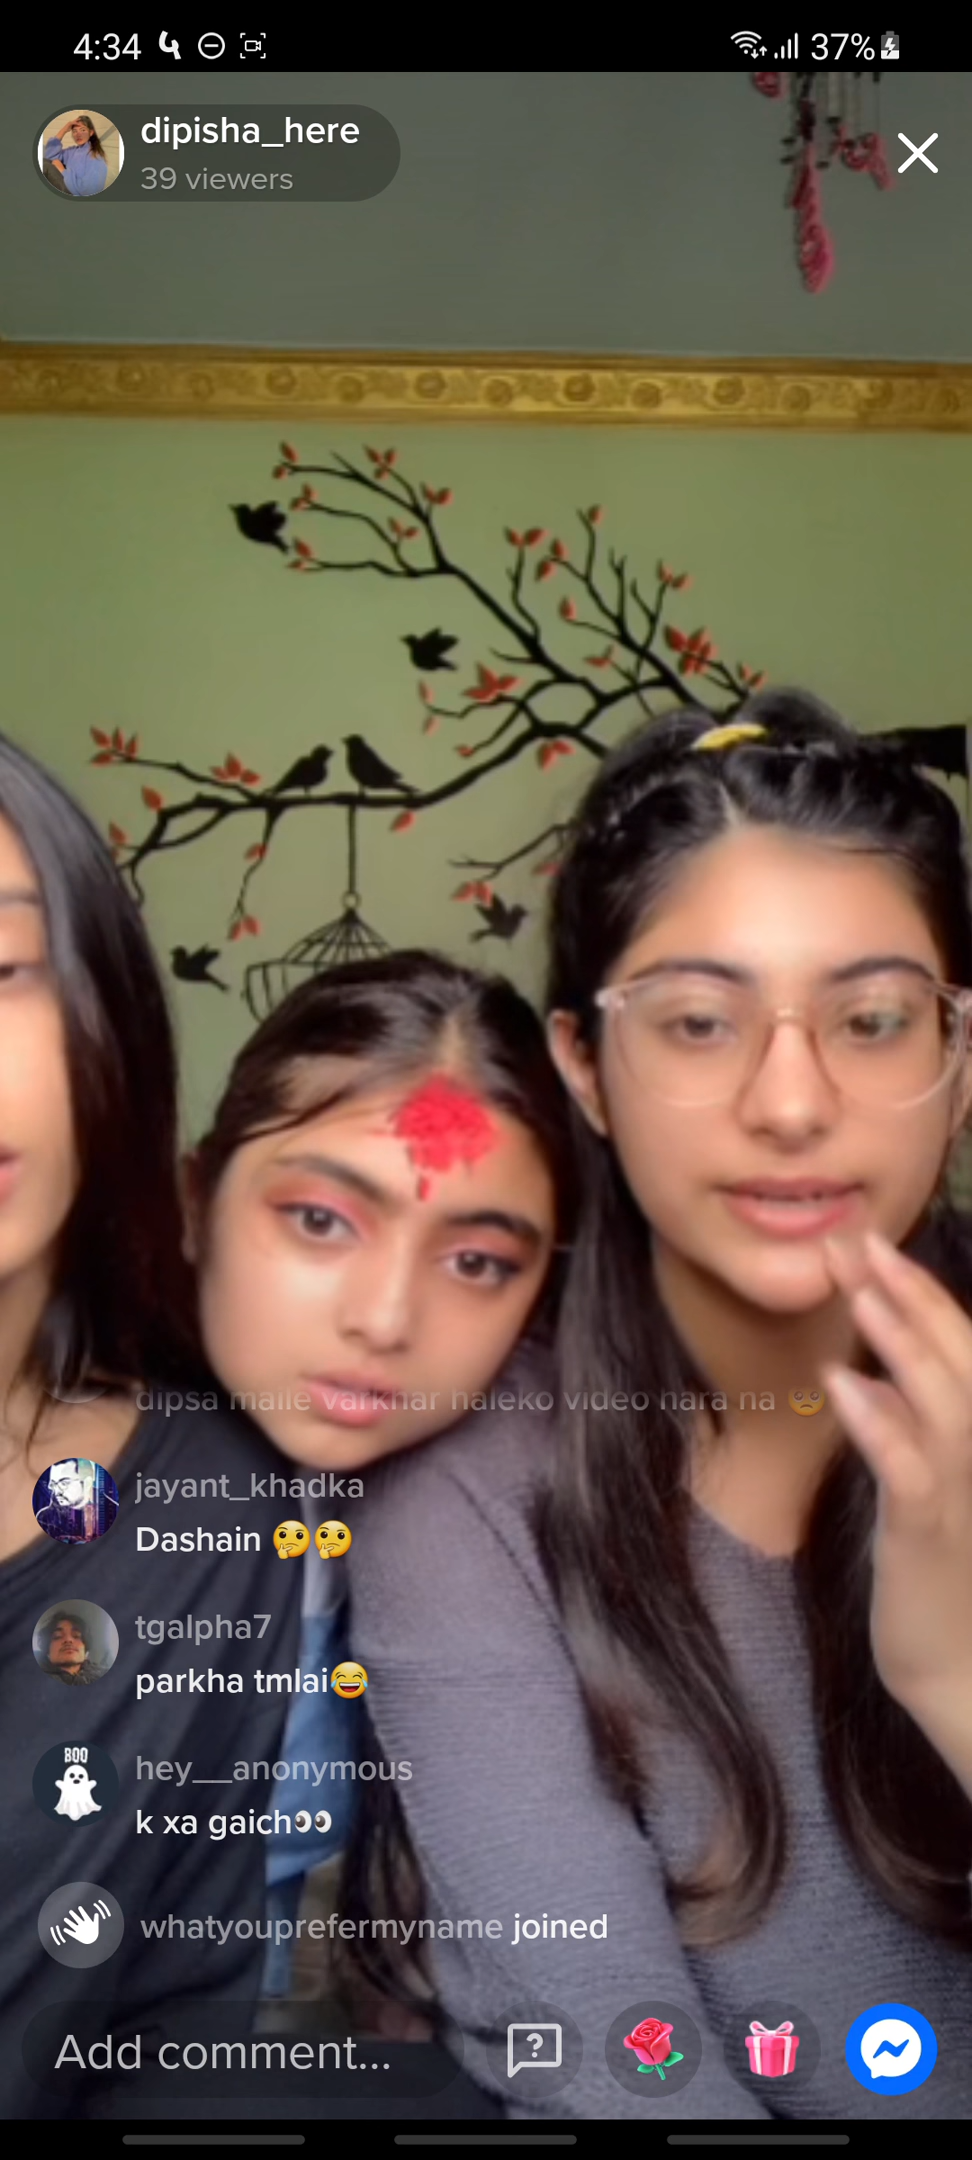 4:34
37%
dipisha_here
39 viewers
dipsa maile varkhar haleko video hara na 🥺
jayant_khadka
Dashain 🤔🤔
tgalpha7
parkha tmlai😂
BOO
hey__anonymous
k xa gaich👀
whatyouprefermyname joined
Add comment...